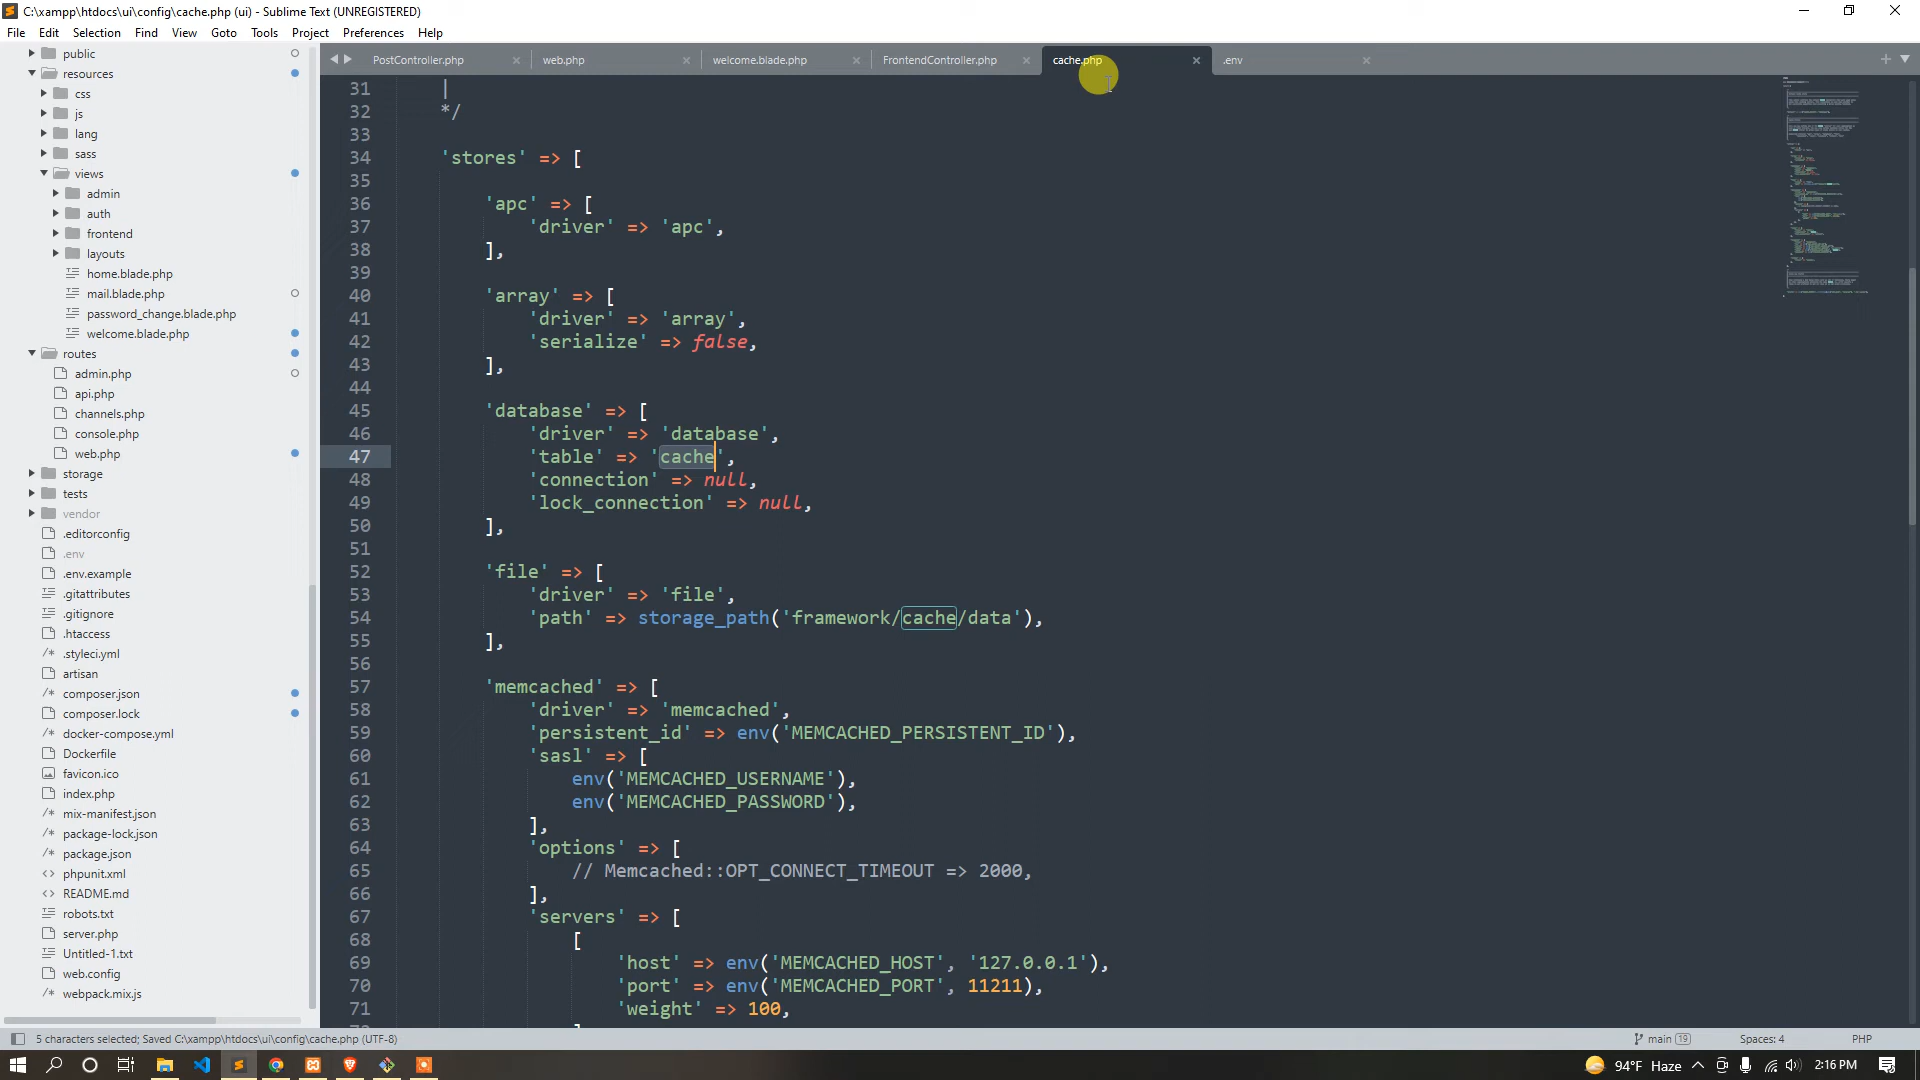 C:\xampp\htdocs\ui\config\cache.php (ui) - Sublime Text (UNREGISTERED)
File Edit Selection Find View Goto Tools Project Preferences Help
public
resources
css
js
lang
sass
views
admin
auth
frontend
layouts
home.blade.php
mail.blade.php
password_change.blade.php
welcome.blade.php
routes
admin.php
api.php
channels.php
console.php
web.php
storage
tests
vendor
.editorconfig
.env
.env.example
.gitattributes
.gitignore
.htaccess
.styleci.yml
artisan
composer.json
composer.lock
docker-compose.yml
Dockerfile
favicon.ico
index.php
mix-manifest.json
package-lock.json
package.json
phpunit.xml
README.md
robots.txt
server.php
Untitled-1.txt
web.config
webpack.mix.js
PostController.php web.php welcome.blade.php FrontendController.php cache.php .env
31 |
32 */
33
34 'stores' => [
35
36 'apc' => [
37 'driver' => 'apc',
38 ],
39
40 'array' => [
41 'driver' => 'array',
42 'serialize' => false,
43 ],
44
45 'database' => [
46 'driver' => 'database',
47 'table' => 'cache',
48 'connection' => null,
49 'lock_connection' => null,
50 ],
51
52 'file' => [
53 'driver' => 'file',
54 'path' => storage_path('framework/cache/data'),
55 ],
56
57 'memcached' => [
58 'driver' => 'memcached',
59 'persistent_id' => env('MEMCACHED_PERSISTENT_ID'),
60 'sasl' => [
61 env('MEMCACHED_USERNAME'),
62 env('MEMCACHED_PASSWORD'),
63 ],
64 'options' => [
65 // Memcached::OPT_CONNECT_TIMEOUT => 2000,
66 ],
67 'servers' => [
68 [
69 'host' => env('MEMCACHED_HOST', '127.0.0.1'),
70 'port' => env('MEMCACHED_PORT', 11211),
71 'weight' => 100,
5 characters selected; Saved C:\xampp\htdocs\ui\config\cache.php (UTF-8) main 19 Spaces: 4 PHP
94°F Haze 2:16 PM